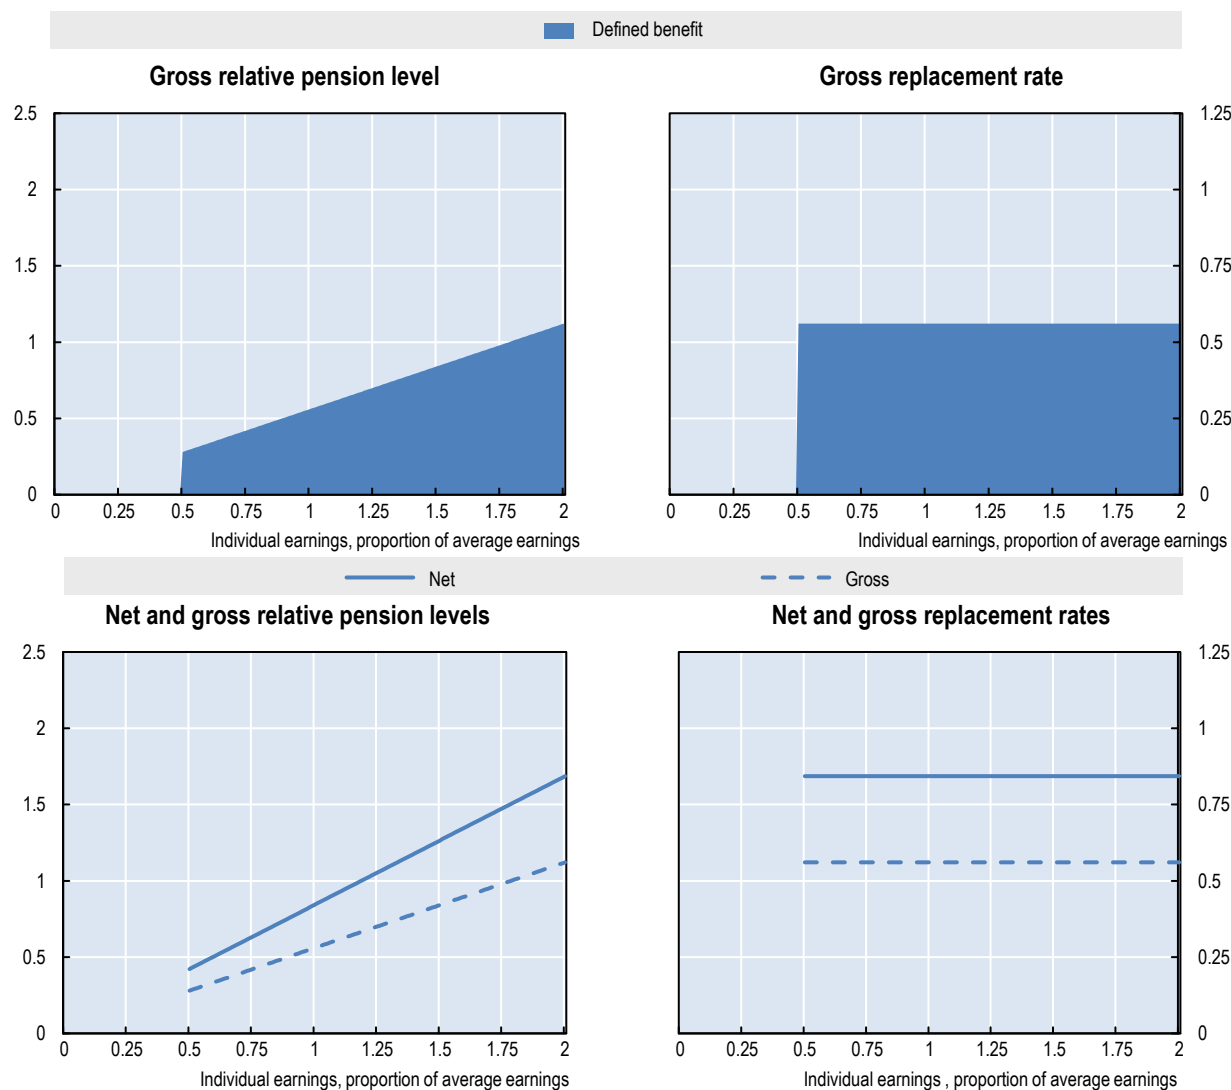 Defined benefit
Gross relative pension level
Gross replacement rate
2.5
2
1.5
1
0.5
0
0 0.25 0.5 0.75 1 1.25 1.5 1.75 2
Individual earnings, proportion of average earnings
1.25
1
0.75
0.5
0.25
0
0 0.25 0.5 0.75 1 1.25 1.5 1.75 2
Individual earnings, proportion of average earnings
Net Gross
Net and gross relative pension levels
Net and gross replacement rates
2.5
2
1.5
1
0.5
0
0 0.25 0.5 0.75 1 1.25 1.5 1.75 2
Individual earnings, proportion of average earnings
1.25
1
0.75
0.5
0.25
0
0 0.25 0.5 0.75 1 1.25 1.5 1.75 2
Individual earnings , proportion of average earnings